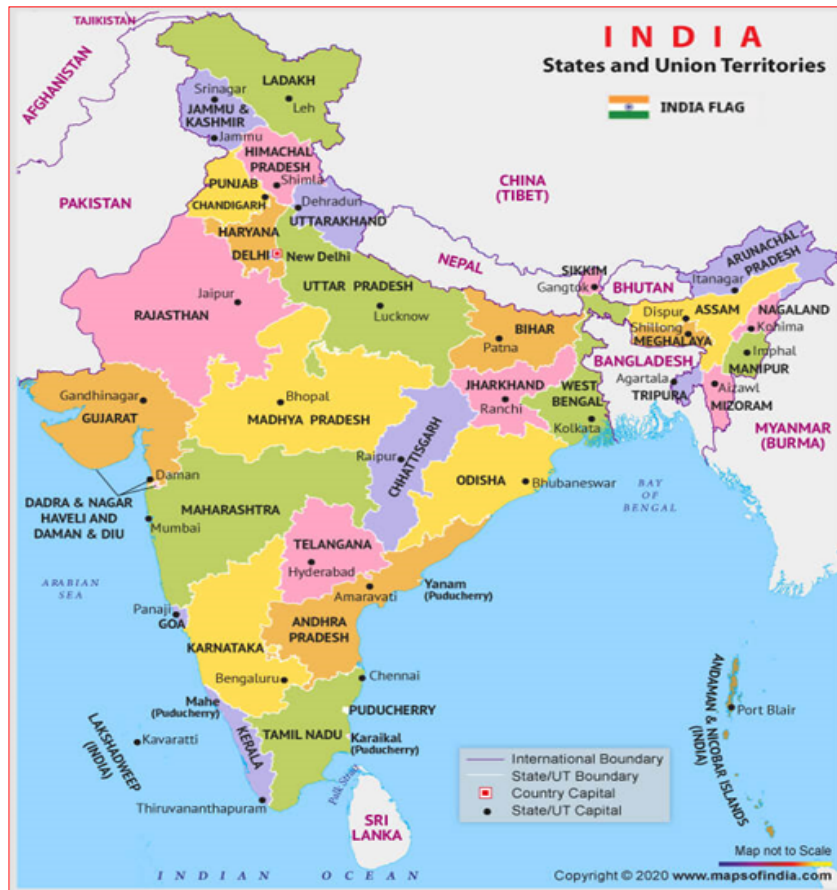 INDIA
States and Union Territories
INDIA FLAG
TAJIKISTAN
AFGHANISTAN
PAKISTAN
CHINA
(TIBET)
NEPAL
BHUTAN
BANGLADESH
MYANMAR
(BURMA)
SRI
LANKA
LADAKH
Leh
Srinagar
JAMMU &
KASHMIR
Jammu
HIMACHAL
PRADESH
Shimla
PUNJAB
CHANDIGARH
Dehradun
UTTARAKHAND
HARYANA
DELHI
New Delhi
UTTAR PRADESH
Lucknow
Jaipur
RAJASTHAN
BIHAR
Patna
SIKKIM
Gangtok
ARUNACHAL
PRADESH
Itanagar
ASSAM
Dispur
Shillong
MEGHALAYA
NAGALAND
Kohima
Imphal
MANIPUR
Agartala
TRIPURA
Aizawl
MIZORAM
Gandhinagar
GUJARAT
Bhopal
MADHYA PRADESH
JHARKHAND
Ranchi
WEST
BENGAL
Kolkata
Raipur
CHHATTISGARH
ODISHA
Bhubaneswar
Daman
DADRA & NAGAR
HAVELI AND
DAMAN & DIU
MAHARASHTRA
Mumbai
TELANGANA
Hyderabad
Amaravati
Yanam
(Puducherry)
ANDHRA
PRADESH
Panaji
GOA
KARNATAKA
Bengaluru
Chennai
Mahe
(Puducherry)
PUDUCHERRY
TAMIL NADU
Karaikal
(Puducherry)
KERALA
Thiruvananthapuram
LAKSHADWEEP
(INDIA)
Kavaratti
ANDAMAN & NICOBAR ISLANDS
(INDIA)
Port Blair
ARABIAN
SEA
BAY
OF
BENGAL
Palk Strait
INDIAN OCEAN
International Boundary
State/UT Boundary
Country Capital
State/UT Capital
Map not to Scale
Copyright © 2020 www.mapsofindia.com